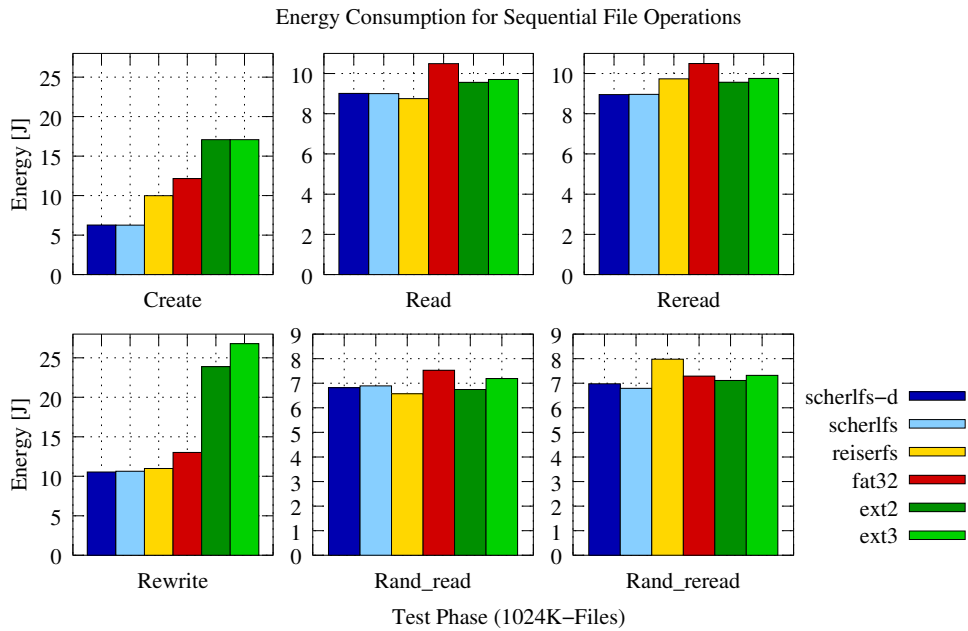 Energy Consumption for Sequential File Operations
Energy [J]
25
20
15
10
5
0
Create
10
8
6
4
2
0
Read
10
8
6
4
2
0
Reread
Energy [J]
25
20
15
10
5
0
Rewrite
9
8
7
6
5
4
3
2
1
0
Rand_read
9
8
7
6
5
4
3
2
1
0
Rand_reread
scherlfs−d
scherlfs
reiserfs
fat32
ext2
ext3
Test Phase (1024K−Files)